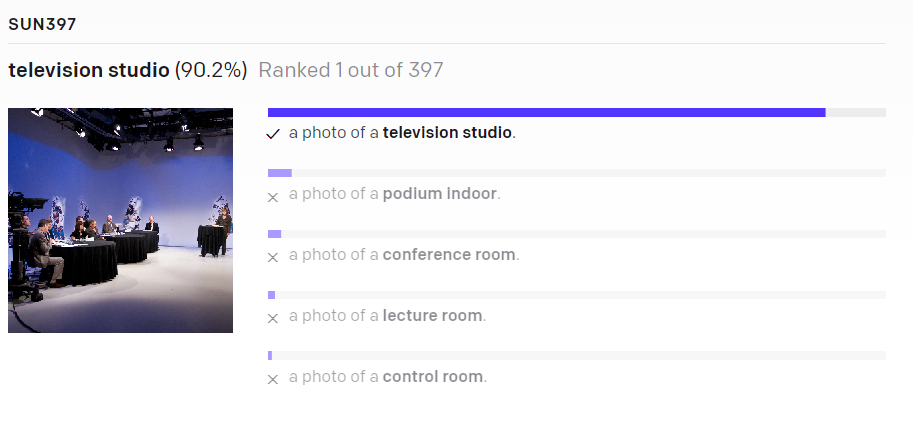 SUN397
television studio (90.2%) Ranked 1 out of 397
a photo of a television studio.
a photo of a podium indoor.
a photo of a conference room.
a photo of a lecture room.
a photo of a control room.